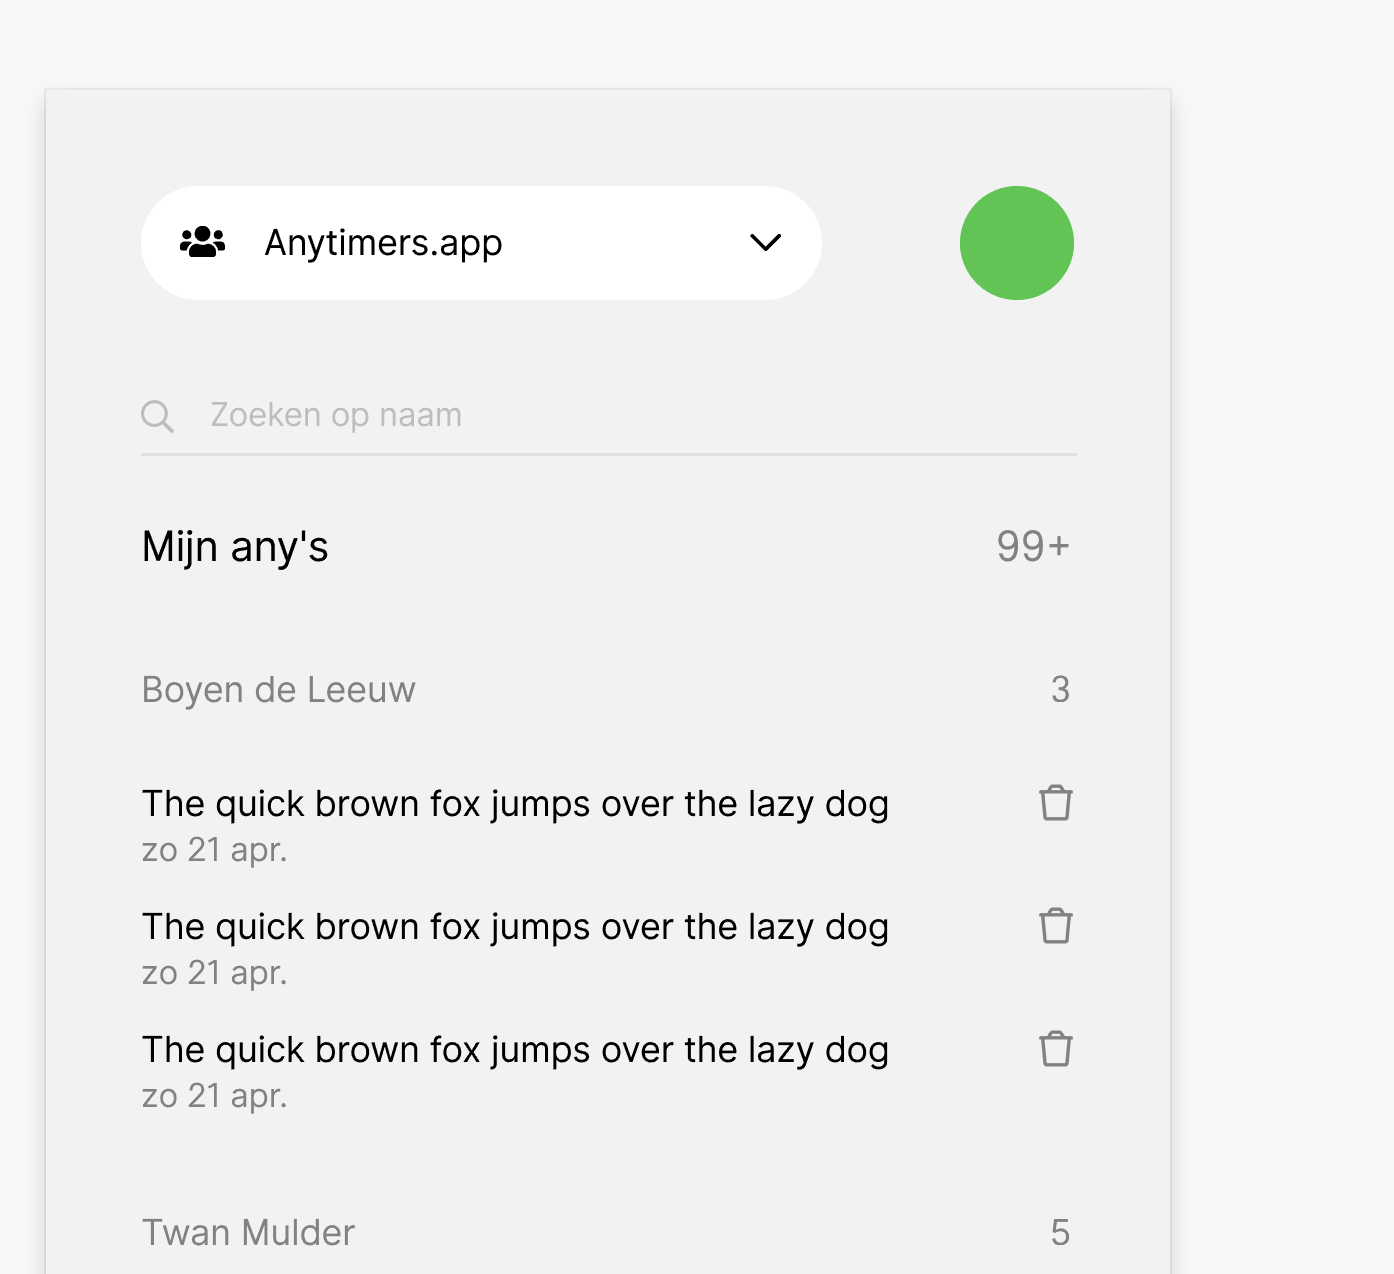 Anytimers.app
Zoeken op naam
Mijn any's 99+
Boyen de Leeuw 3
The quick brown fox jumps over the lazy dog
zo 21 apr.
The quick brown fox jumps over the lazy dog
zo 21 apr.
The quick brown fox jumps over the lazy dog
zo 21 apr.
Twan Mulder 5